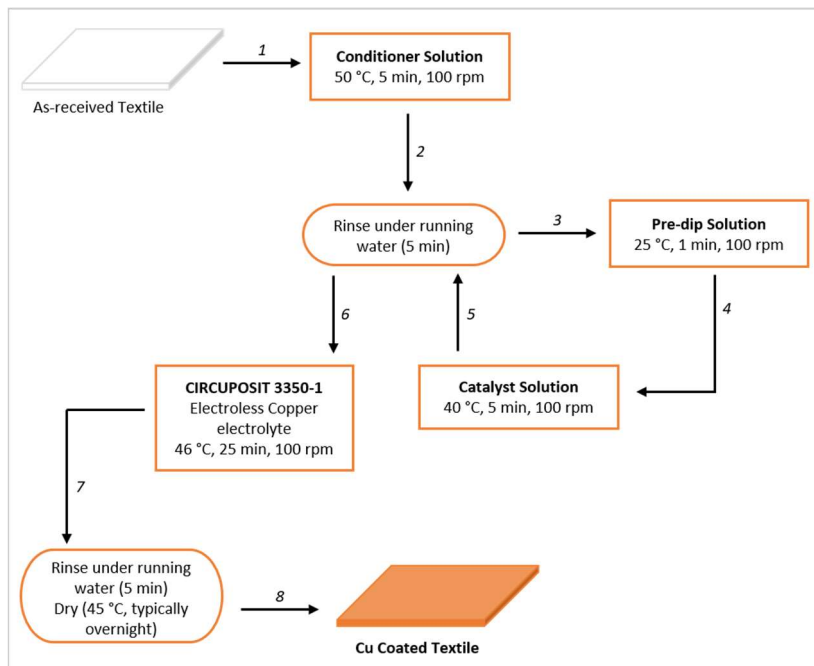 As-received Textile
1
Conditioner Solution
50 °C, 5 min, 100 rpm
2
Rinse under running
water (5 min)
3
Pre-dip Solution
25 °C, 1 min, 100 rpm
4
Catalyst Solution
40 °C, 5 min, 100 rpm
5
6
CIRCUPOSIT 3350-1
Electroless Copper
electrolyte
46 °C, 25 min, 100 rpm
7
Rinse under running
water (5 min)
Dry (45 °C, typically
overnight)
8
Cu Coated Textile